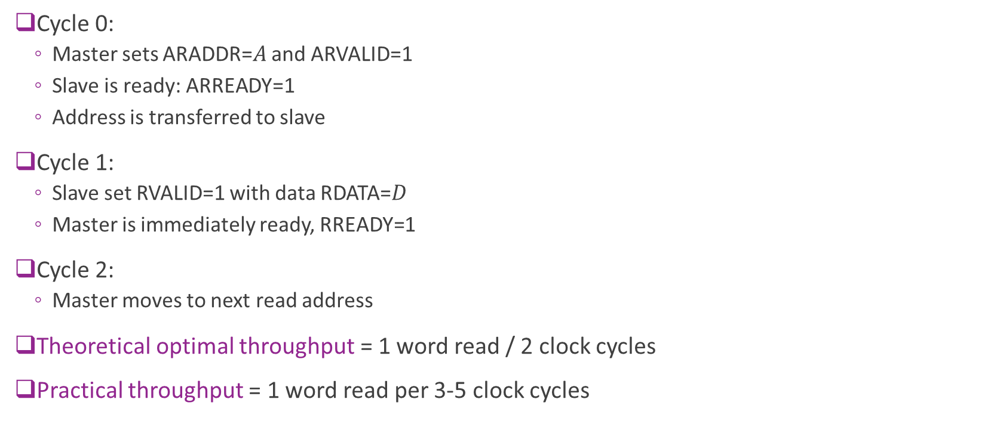 ❑Cycle 0:
◦ Master sets ARADDR=A and ARVALID=1
◦ Slave is ready: ARREADY=1
◦ Address is transferred to slave
❑Cycle 1:
◦ Slave set RVALID=1 with data RDATA=D
◦ Master is immediately ready, RREADY=1
❑Cycle 2:
◦ Master moves to next read address
❑Theoretical optimal throughput = 1 word read / 2 clock cycles
❑Practical throughput = 1 word read per 3-5 clock cycles